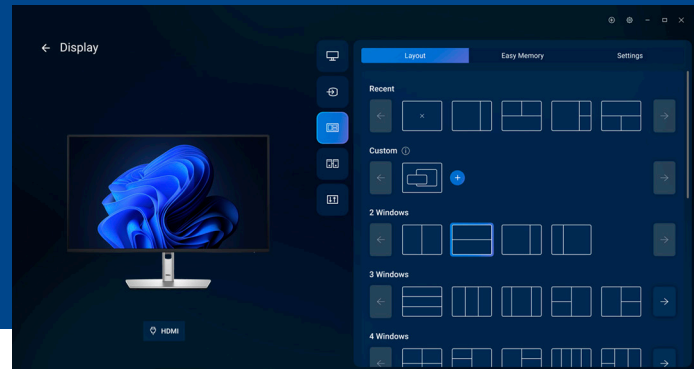 Display
Layout
Easy Memory
Settings
Recent
Custom
2 Windows
3 Windows
4 Windows
HDMI